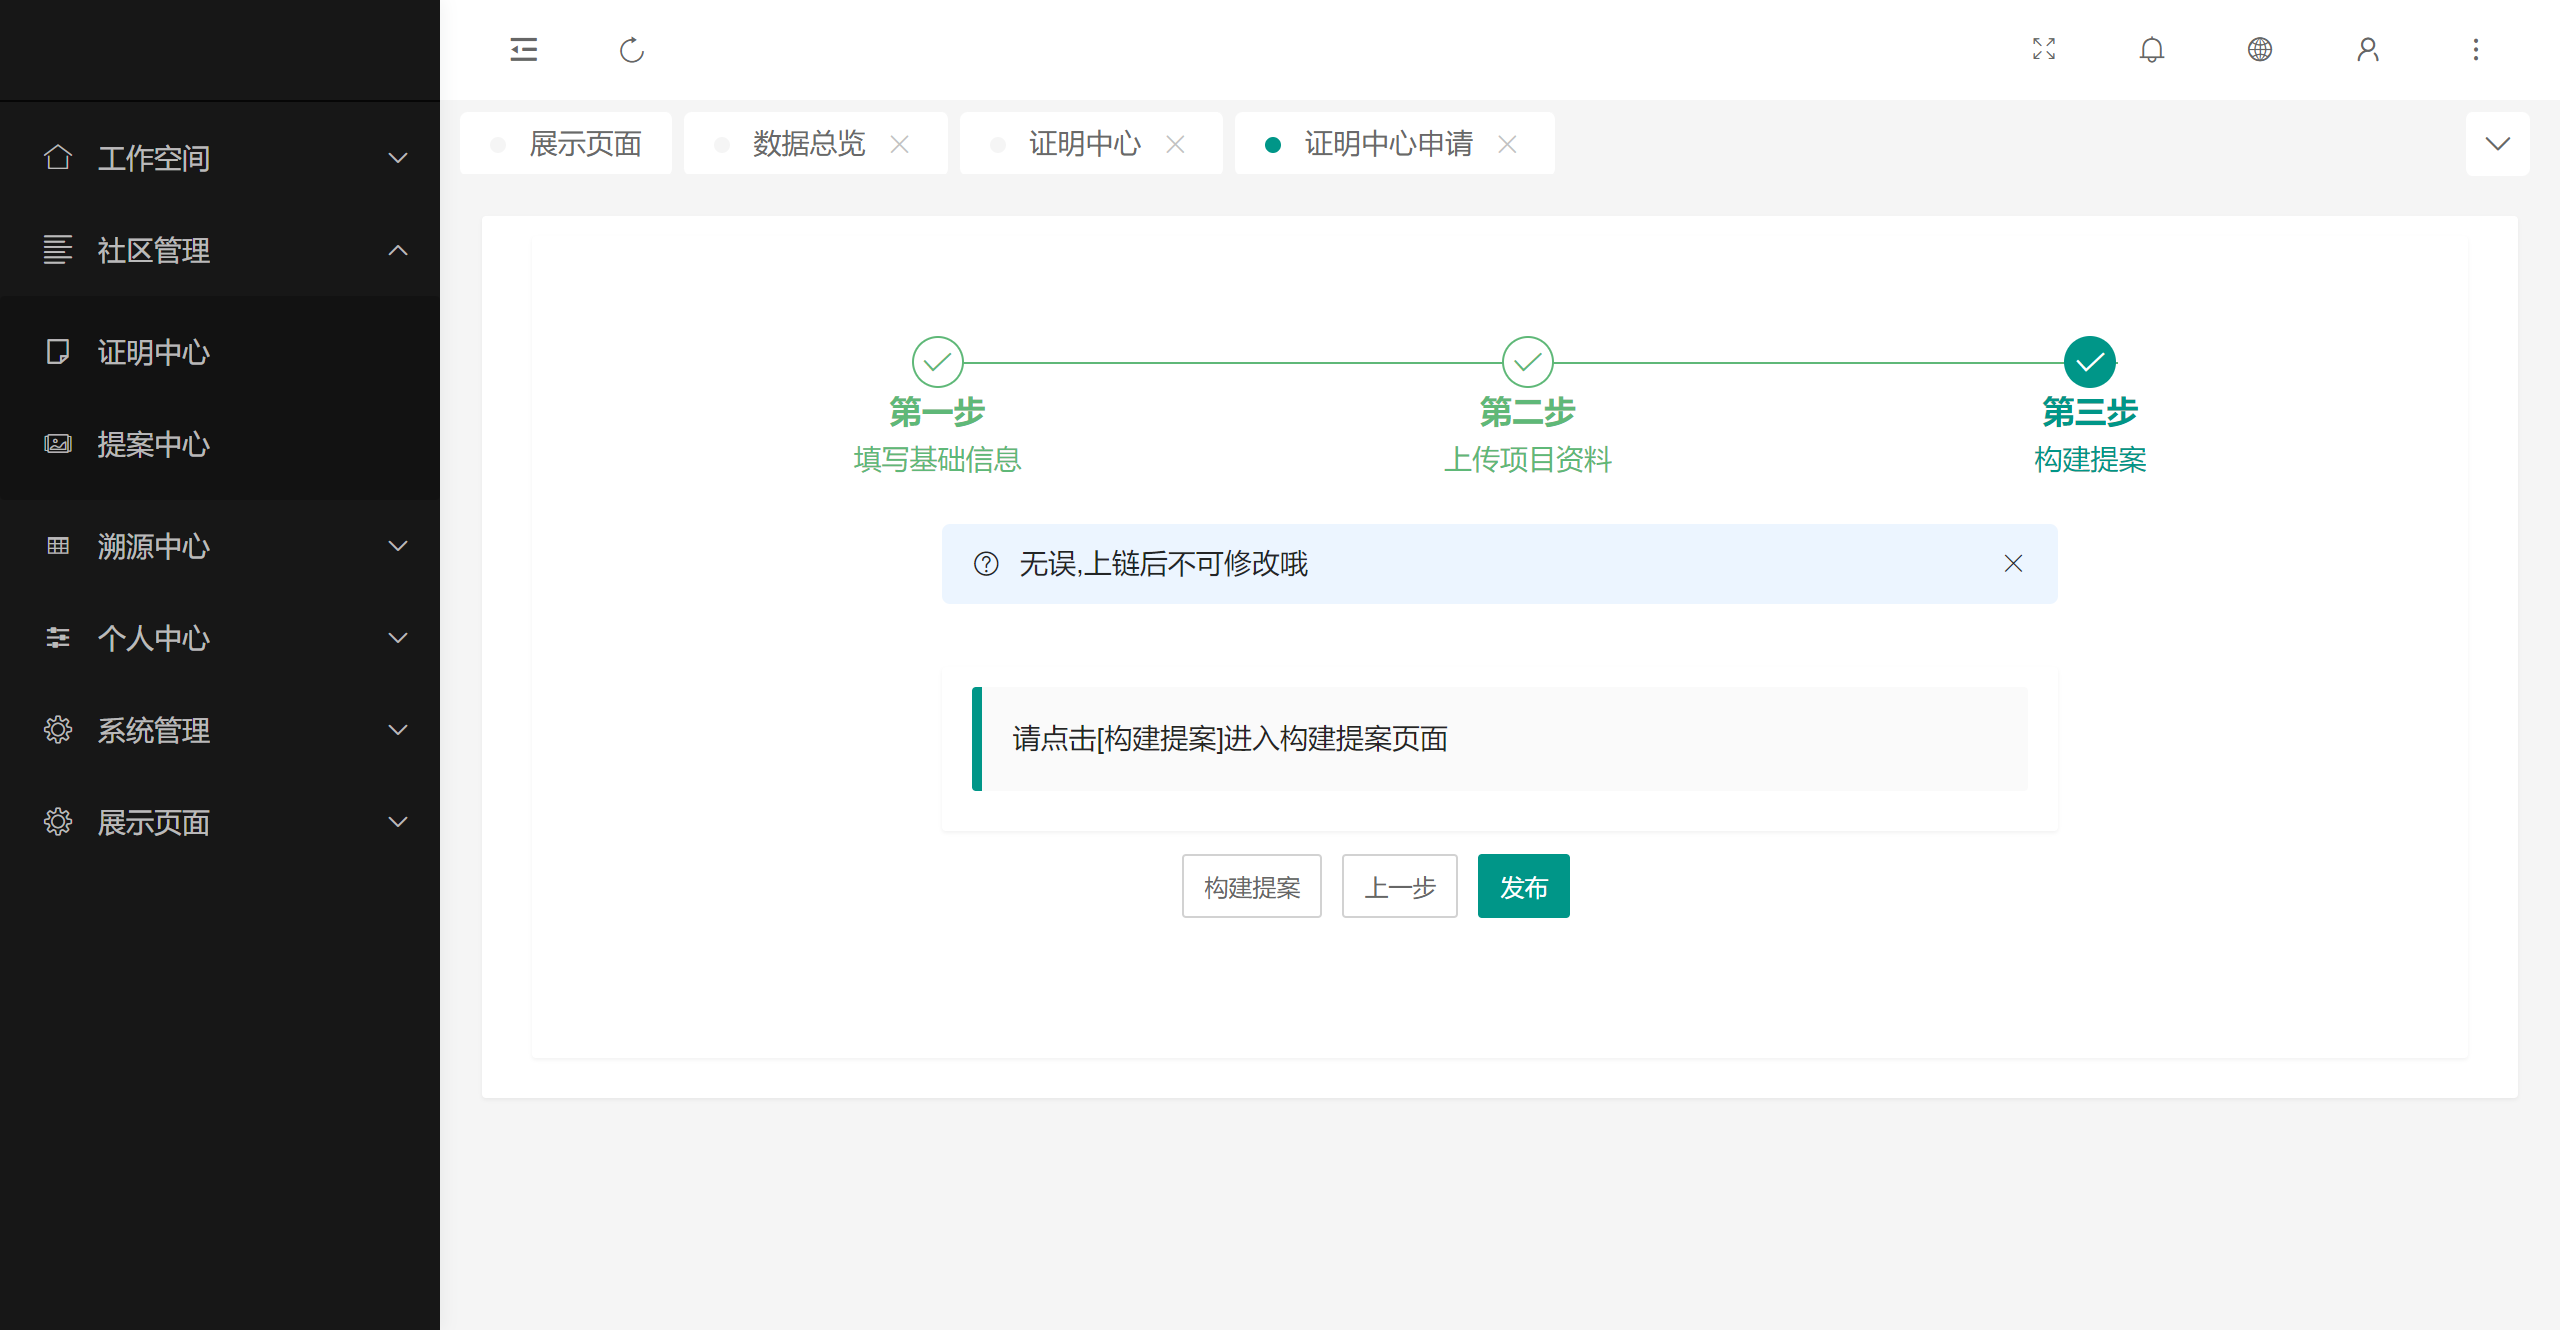 工作空间
社区管理
证明中心
提案中心
溯源中心
个人中心
系统管理
展示页面
展示页面
数据总览
证明中心
证明中心申请
第一步
填写基础信息
第二步
上传项目资料
第三步
构建提案
无误,上链后不可修改哦
请点击[构建提案]进入构建提案页面
构建提案
上一步
发布